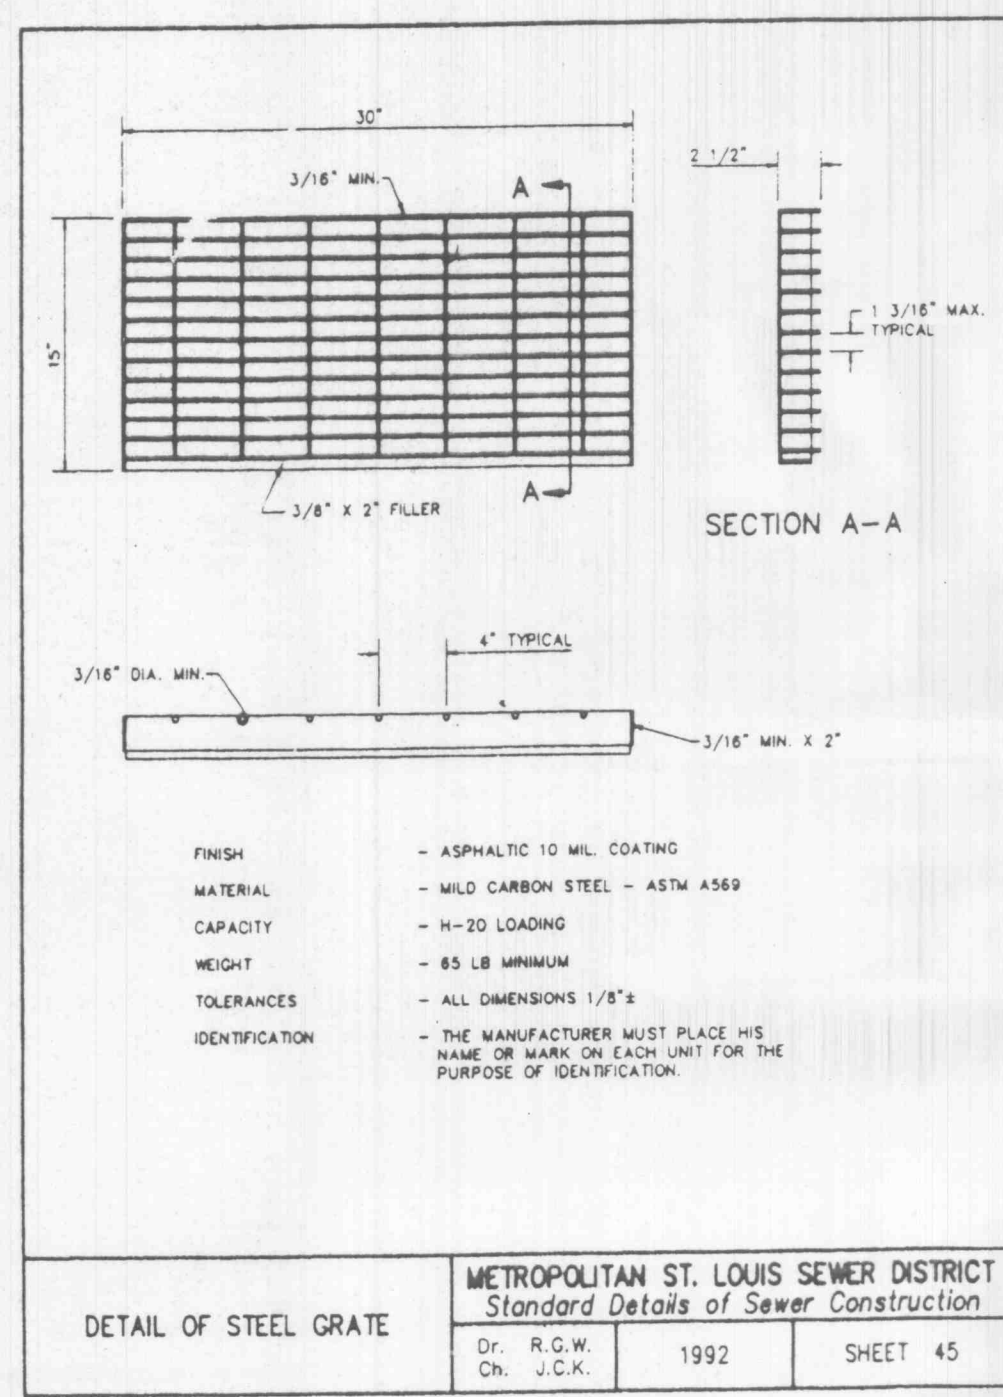 30"
3/16" MIN.
A
2 1/2"
15"
1 3/16" MAX.
TYPICAL
A
3/8" X 2" FILLER
SECTION A-A
4" TYPICAL
3/16" DIA. MIN.
3/16" MIN. X 2"
FINISH - ASPHALTIC 10 MIL. COATING
MATERIAL - MILD CARBON STEEL - ASTM A569
CAPACITY - H-20 LOADING
WEIGHT - 65 LB MINIMUM
TOLERANCES - ALL DIMENSIONS 1/8"±
IDENTIFICATION - THE MANUFACTURER MUST PLACE HIS
NAME OR MARK ON EACH UNIT FOR THE
PURPOSE OF IDENTIFICATION.
DETAIL OF STEEL GRATE
METROPOLITAN ST. LOUIS SEWER DISTRICT
Standard Details of Sewer Construction
Dr. R.G.W.
Ch. J.C.K.
1992
SHEET 45